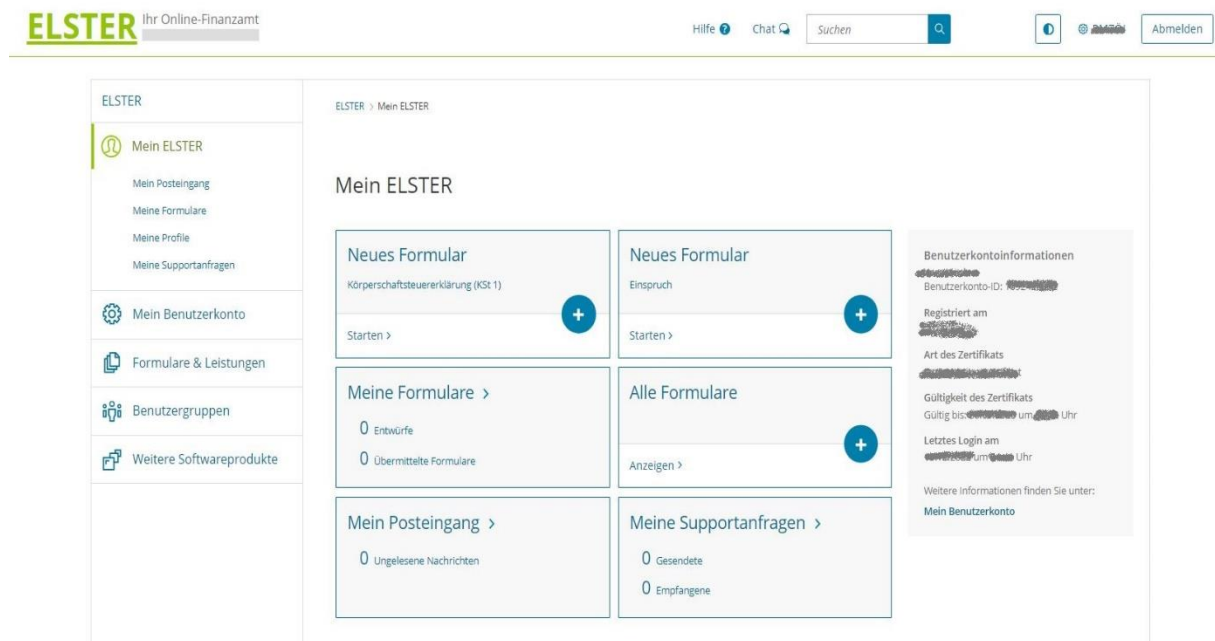 ELSTER Ihr Online-Finanzamt
Hilfe ? Chat Suchen Abmelden
ELSTER
Mein ELSTER
Mein Posteingang
Meine Formulare
Meine Profile
Meine Supportanfragen
Mein Benutzerkonto
Formulare & Leistungen
Benutzergruppen
Weitere Softwareprodukte
ELSTER > Mein ELSTER
Mein ELSTER
Neues Formular
Körperschaftsteuererklärung (KSt 1)
+
Starten >
Neues Formular
Einspruch
+
Starten >
Meine Formulare >
0 Entwürfe
0 Übermittelte Formulare
Alle Formulare
+
Anzeigen >
Mein Posteingang >
0 Ungelesene Nachrichten
Meine Supportanfragen >
0 Gesendete
0 Empfangene
Benutzerkontoinformationen
Benutzerkonto-ID:
Registriert am
Art des Zertifikats
Gültigkeit des Zertifikats
Gültig bis: um Uhr
Letztes Login am
um Uhr
Weitere Informationen finden Sie unter:
Mein Benutzerkonto